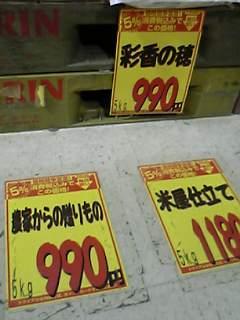 RIN
5%
消費税込みで
この価格!
彩香の穂
5kg 990円
RIN
5%
消費税込みで
この価格!
農家からの贈りもの
5kg 990円
5%
消費税込みで
この価格!
米屋仕立て
5kg 1180